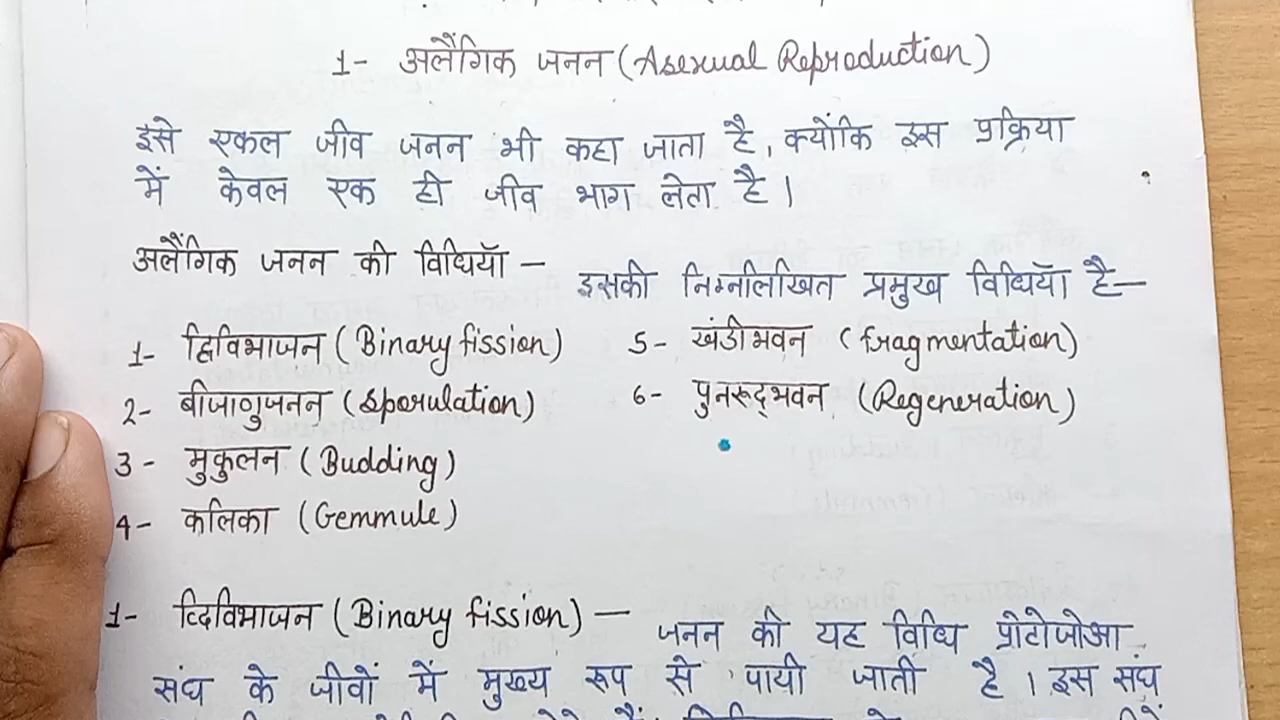 1- अलैंगिक जनन (Asexual Reproduction)
इसे एकल जीव जनन भी कहा जाता है, क्योंकि इस प्रक्रिया
में केवल एक ही जीव भाग लेता है।
अलैंगिक जनन की विधियॉ —
इसकी निम्नलिखित प्रमुख विधियॉ है—
1- द्विविभाजन (Binary fission)
2- बीजाणुजनन (Sporulation)
3- मुकुलन (Budding)
4- कलिका (Gemmule)
5- खंडीभवन (fragmentation)
6- पुनरूद्भवन (Regeneration)
1- द्विविभाजन (Binary fission) —
जनन की यह विधि प्रोटोजोआ
संघ के जीवों में मुख्य रूप से पायी जाती है। इस संघ